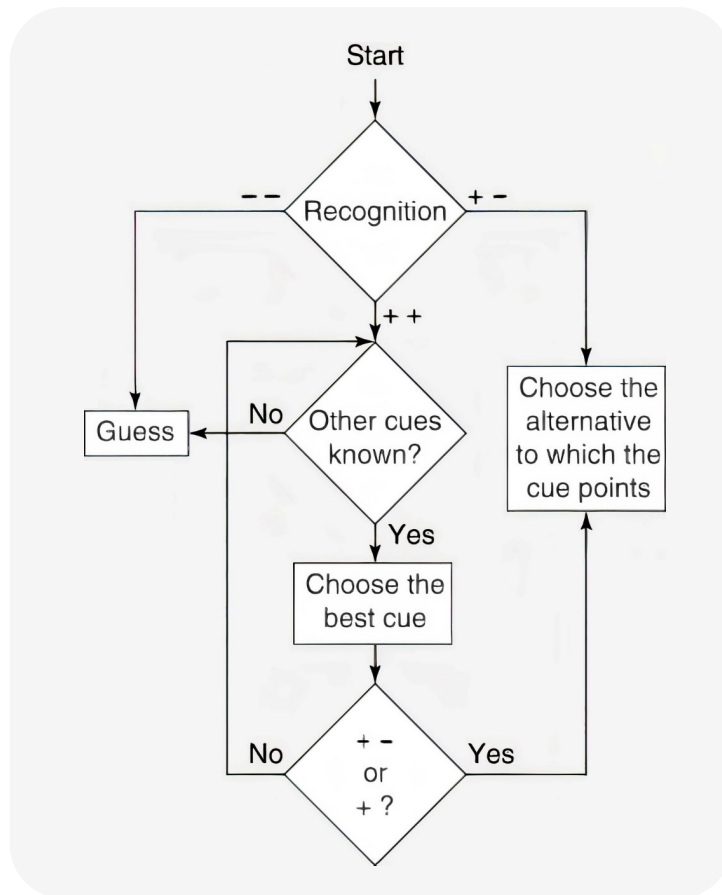 Start
- -
Recognition
+ -
+ +
No
Other cues
known?
Guess
Choose the
alternative
to which the
cue points
Yes
Choose the
best cue
No
+ -
or
+ ?
Yes